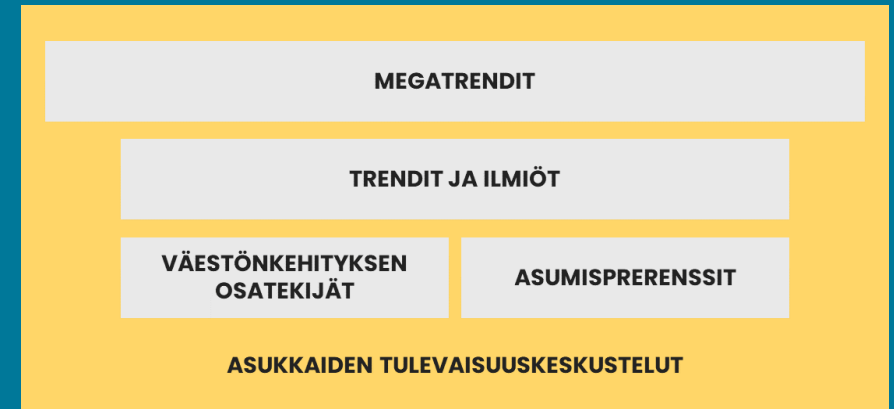 MEGATRENDIT
TRENDIT JA ILMIÖT
VÄESTÖNKEHITYKSEN
OSATEKIJÄT
ASUMISPRERENSSIT
ASUKKAIDEN TULEVAISUUSKESKUSTELUT